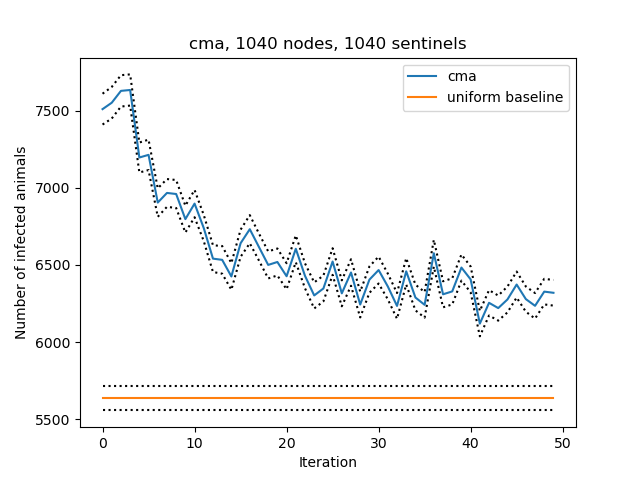 cma, 1040 nodes, 1040 sentinels
cma
uniform baseline
Number of infected animals
7500
7000
6500
6000
5500
0 10 20 30 40 50
Iteration